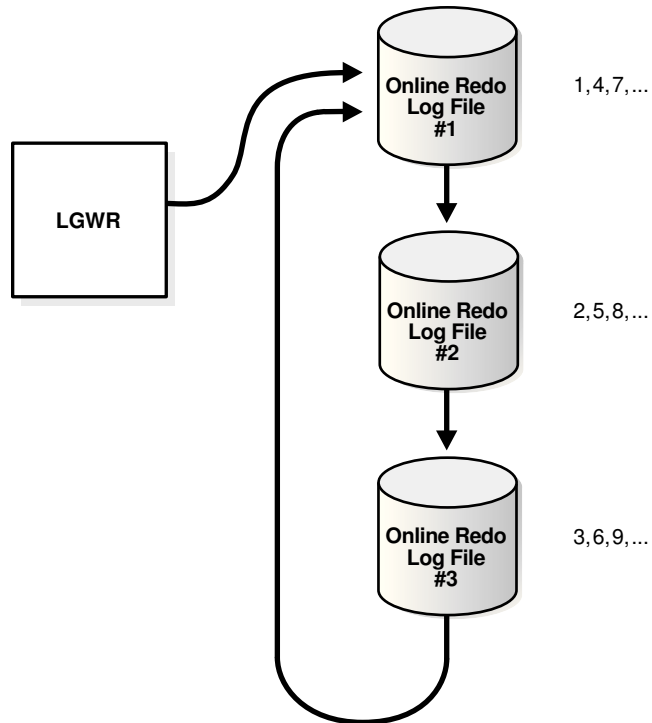 Online Redo
Log File
#1
1,4,7,...
LGWR
Online Redo
Log File
#2
2,5,8,...
Online Redo
Log File
#3
3,6,9,...